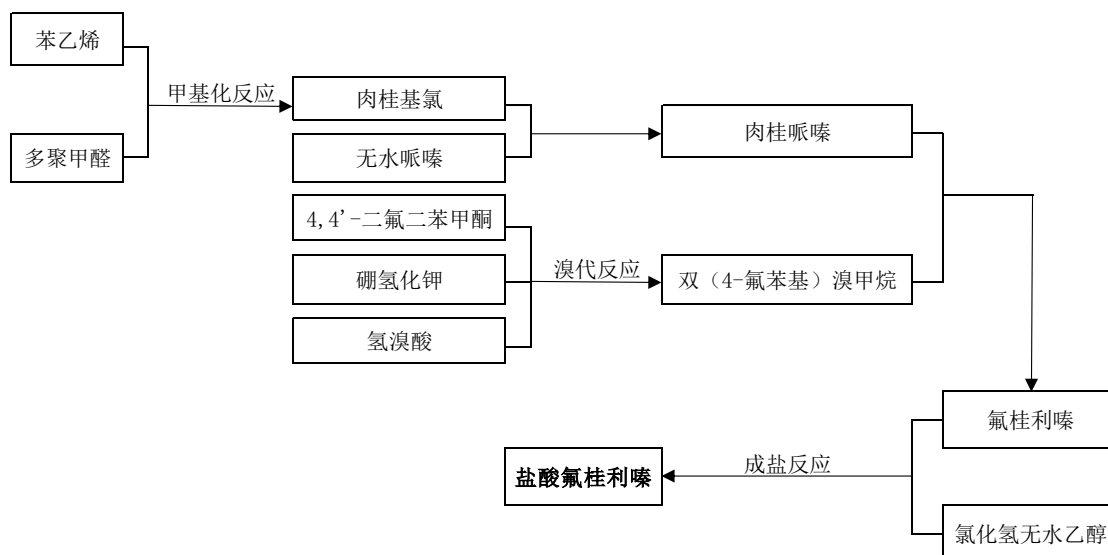 苯乙烯
多聚甲醛
甲基化反应
肉桂基氯
无水哌嗪
肉桂哌嗪
4,4'-二氟二苯甲酮
硼氢化钾
氢溴酸
溴代反应
双（4-氟苯基）溴甲烷
氟桂利嗪
盐酸氟桂利嗪
成盐反应
氯化氢无水乙醇